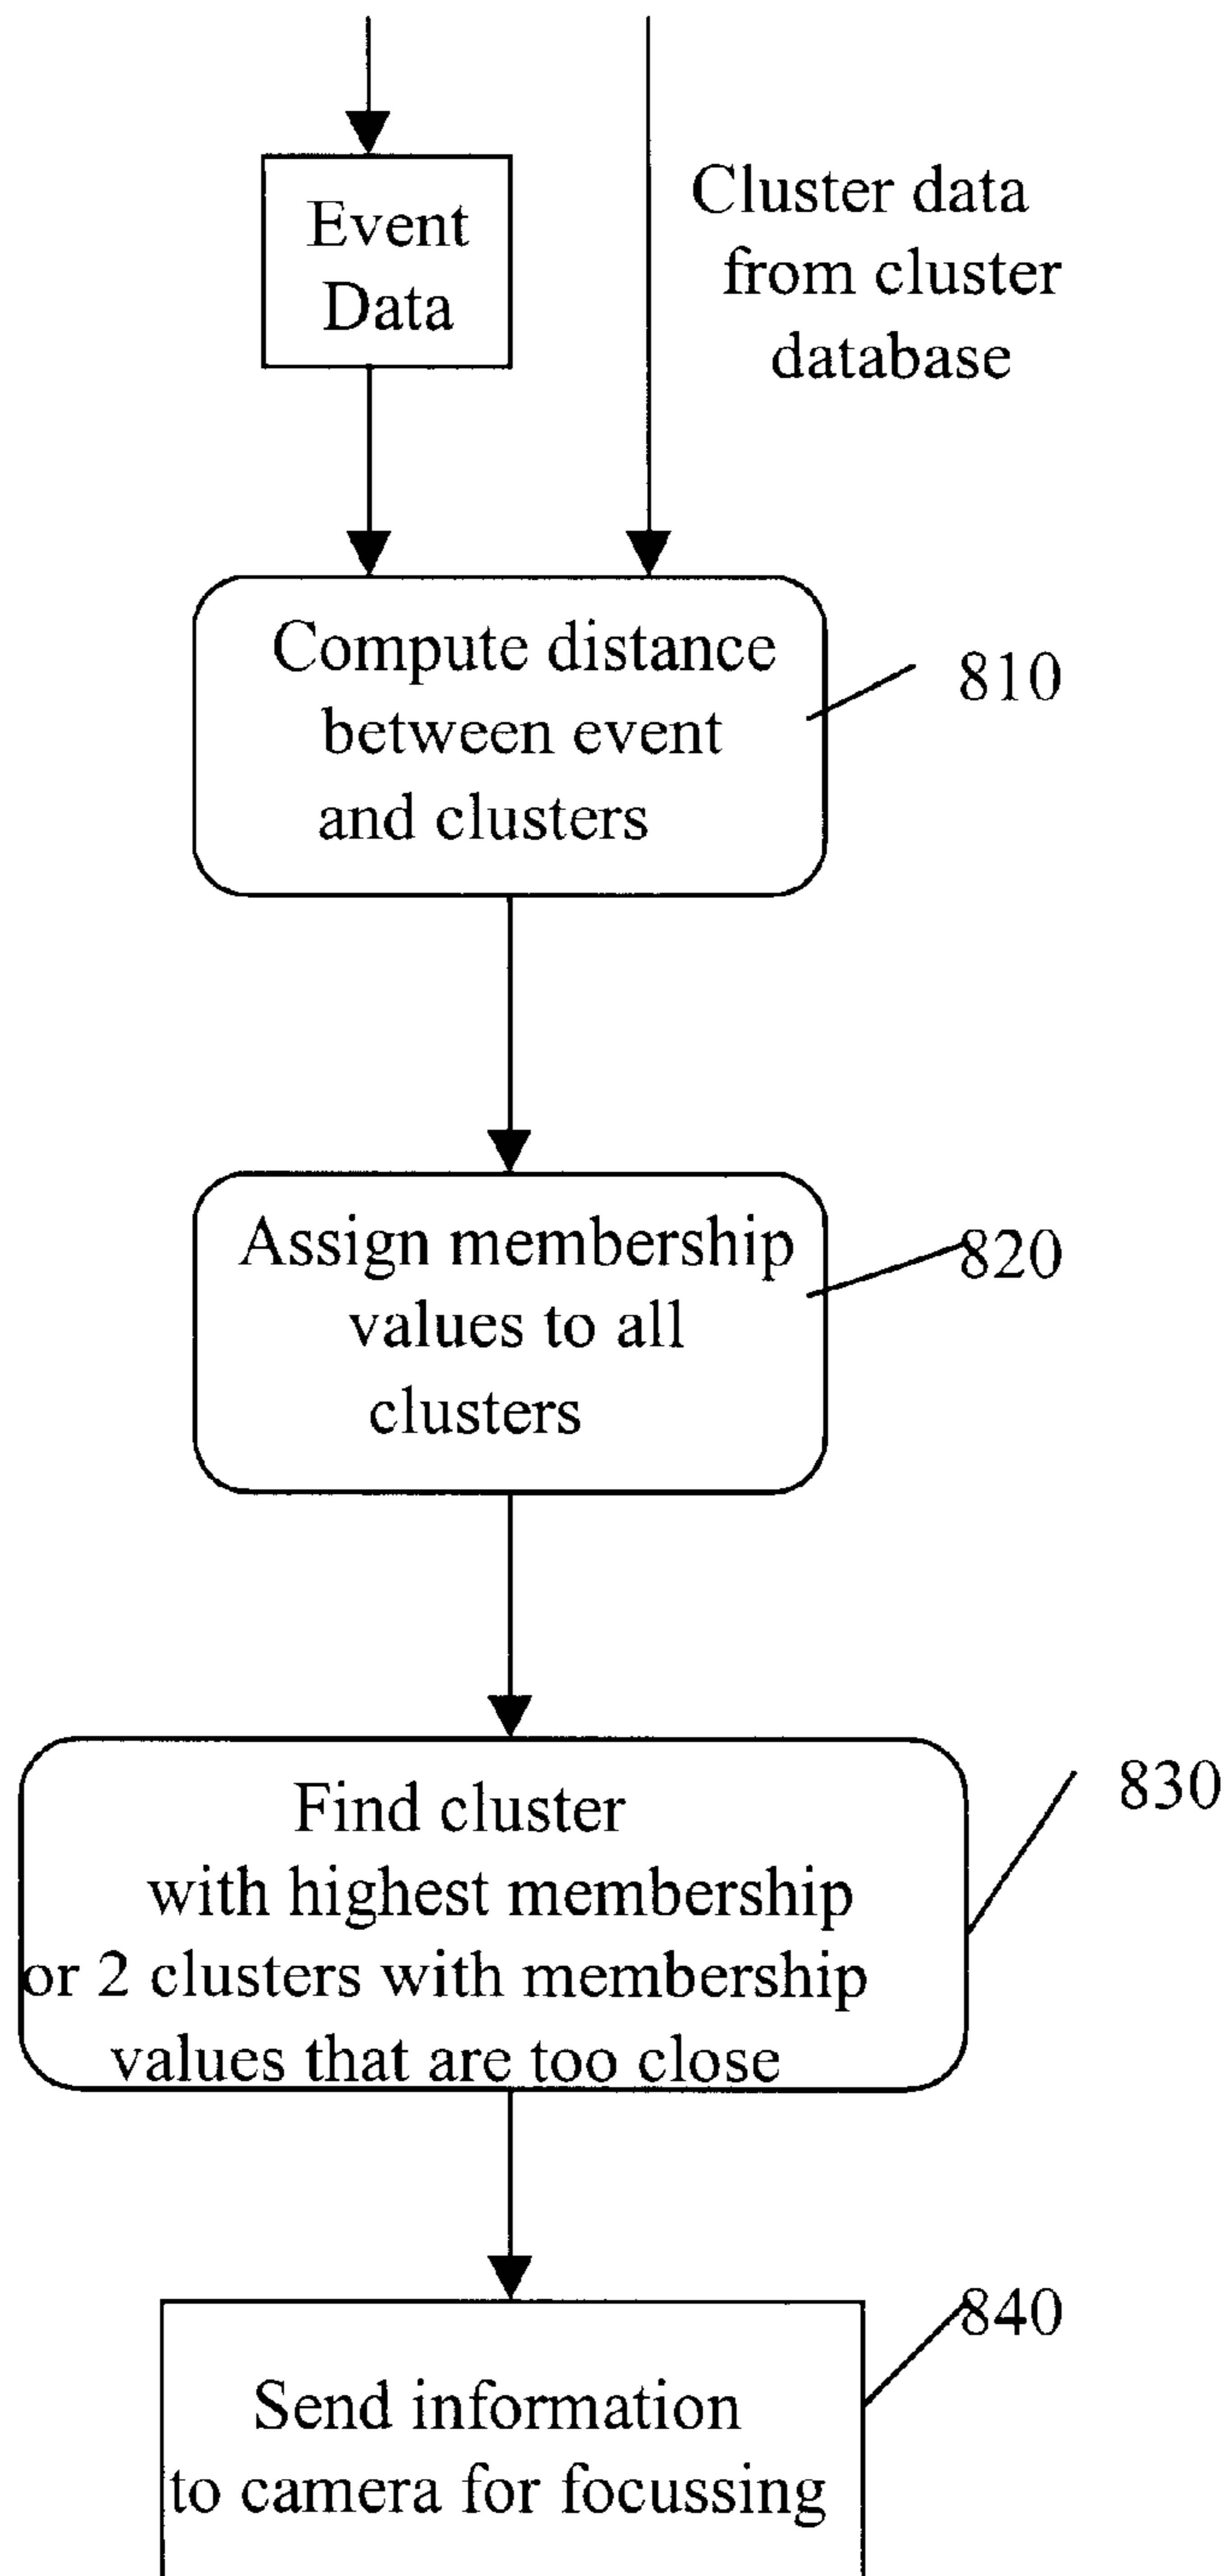 Event
Data
Cluster data
from cluster
database
Compute distance
between event
and clusters
810
Assign membership
values to all
clusters
820
Find cluster
with highest membership
or 2 clusters with membership
values that are too close
830
Send information
to camera for focussing
840